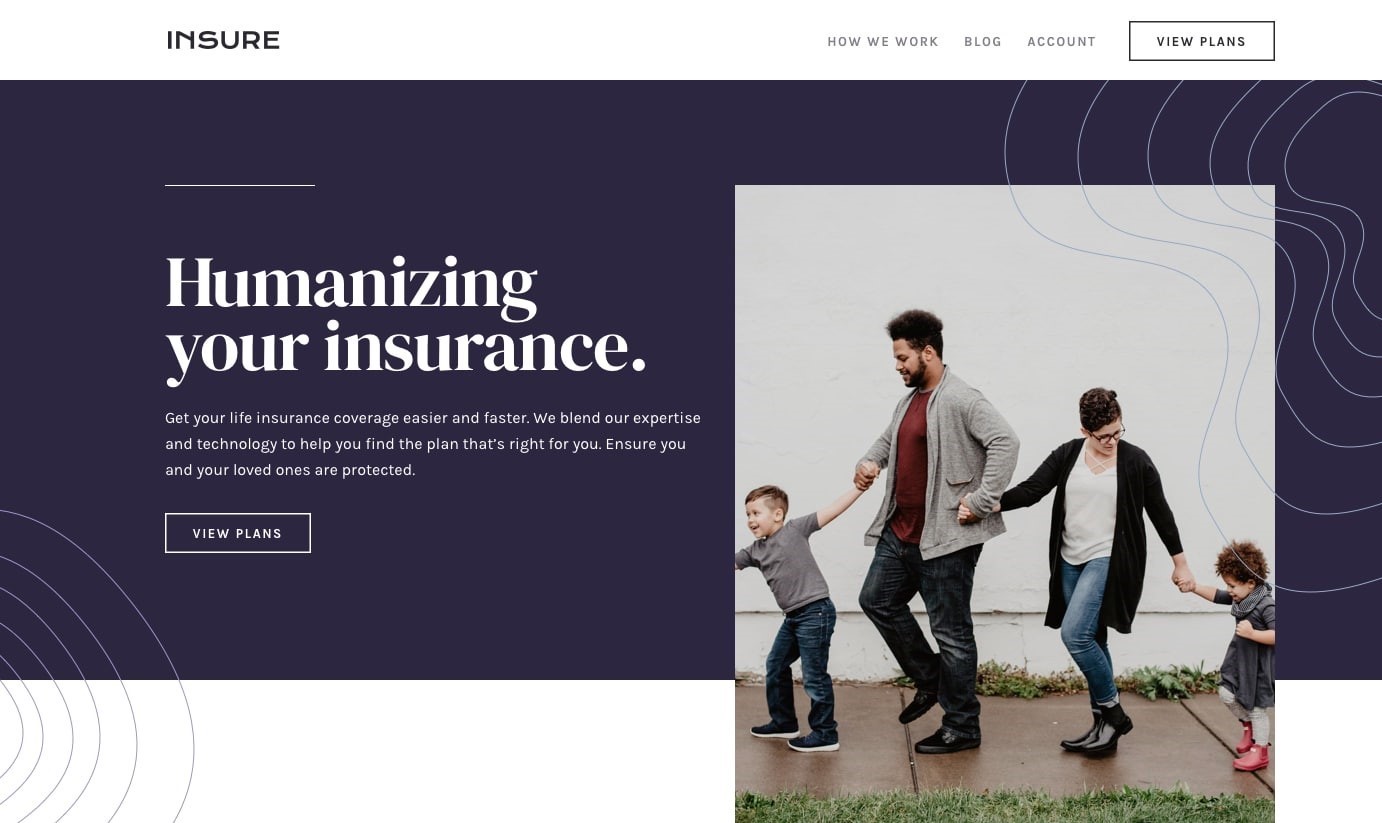 INSURE
HOW WE WORK BLOG ACCOUNT VIEW PLANS
Humanizing
your insurance.
Get your life insurance coverage easier and faster. We blend our expertise
and technology to help you find the plan that’s right for you. Ensure you
and your loved ones are protected.
VIEW PLANS